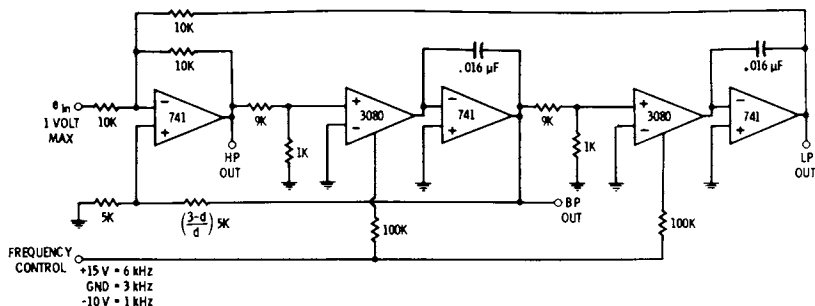 10K
10K
.016 μF
.016 μF
e in
1 VOLT
MAX
10K
−
+
741
HP
OUT
9K
1K
+
−
3080
−
+
741
9K
1K
+
−
3080
−
+
741
LP
OUT
5K
(3-d/d) 5K
BP
OUT
100K
100K
FREQUENCY
CONTROL
+15 V = 6 kHz
GND = 3 kHz
-10 V = 1 kHz